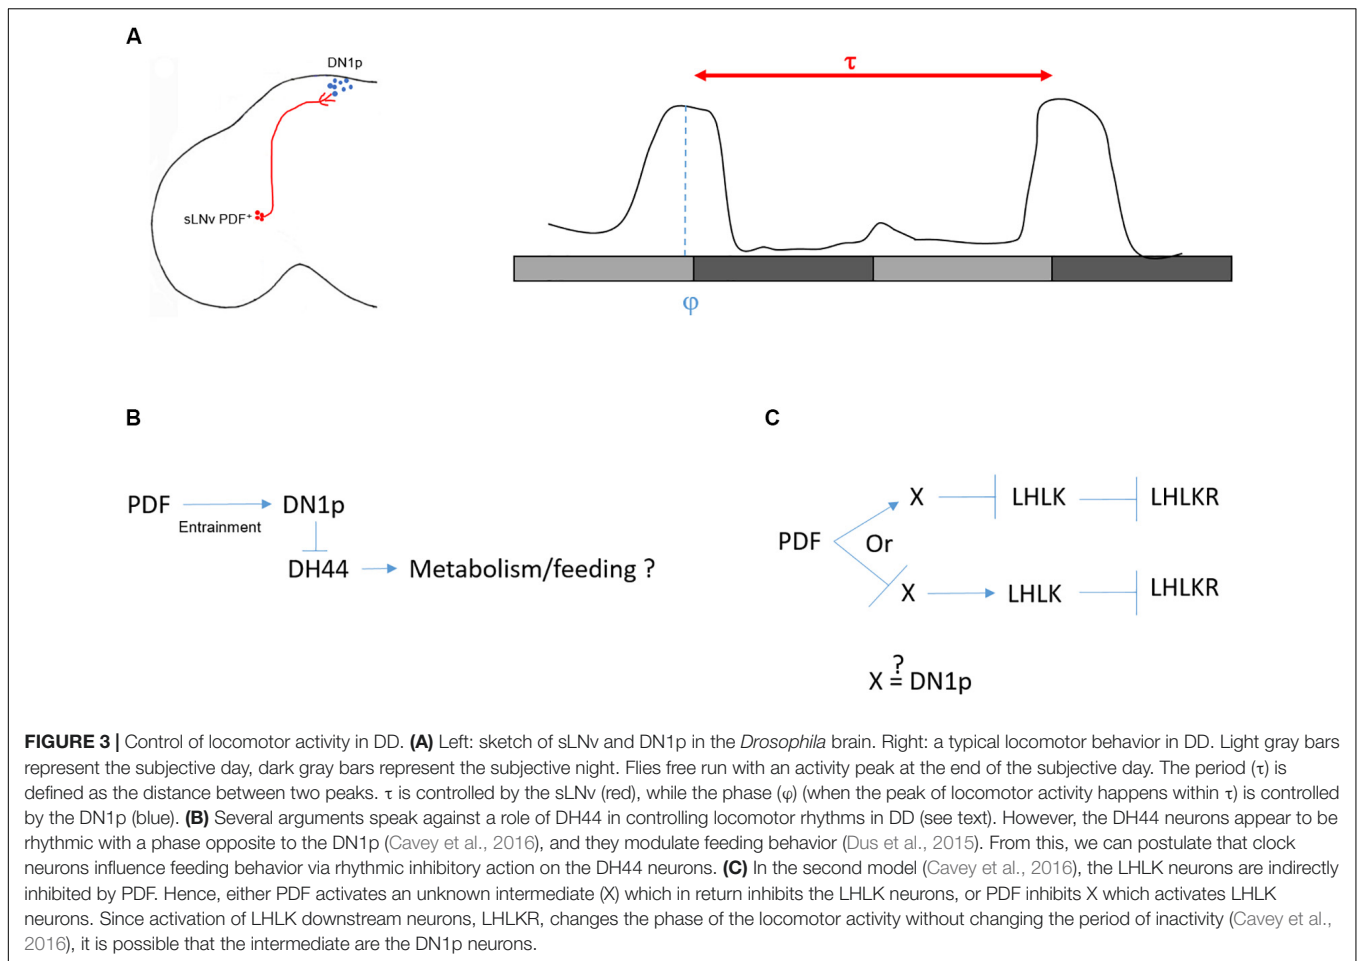 A
DN1p
sLNv PDF+
τ
φ
B
PDF
Entrainment
DN1p
DH44
Metabolism/feeding ?
C
PDF
Or
X
LHLK
LHLKR
X
LHLK
LHLKR
?
X = DN1p
FIGURE 3 | Control of locomotor activity in DD. (A) Left: sketch of sLNv and DN1p in the Drosophila brain. Right: a typical locomotor behavior in DD. Light gray bars
represent the subjective day, dark gray bars represent the subjective night. Flies free run with an activity peak at the end of the subjective day. The period (τ) is
defined as the distance between two peaks. τ is controlled by the sLNv (red), while the phase (φ) (when the peak of locomotor activity happens within τ) is controlled
by the DN1p (blue). (B) Several arguments speak against a role of DH44 in controlling locomotor rhythms in DD (see text). However, the DH44 neurons appear to be
rhythmic with a phase opposite to the DN1p (Cavey et al., 2016), and they modulate feeding behavior (Dus et al., 2015). From this, we can postulate that clock
neurons influence feeding behavior via rhythmic inhibitory action on the DH44 neurons. (C) In the second model (Cavey et al., 2016), the LHLK neurons are indirectly
inhibited by PDF. Hence, either PDF activates an unknown intermediate (X) which in return inhibits the LHLK neurons, or PDF inhibits X which activates LHLK
neurons. Since activation of LHLK downstream neurons, LHLKR, changes the phase of the locomotor activity without changing the period of inactivity (Cavey et al.,
2016), it is possible that the intermediate are the DN1p neurons.